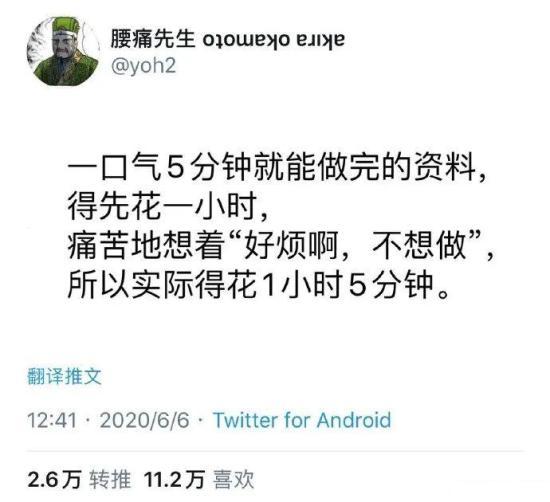 腰痛先生 oʇoɯɐʞo ɐɹıʞɐ
@yoh2
一口气5分钟就能做完的资料，
得先花一小时，
痛苦地想着“好烦啊，不想做”，
所以实际得花1小时5分钟。
翻译推文
12:41 · 2020/6/6 · Twitter for Android
2.6万 转推 11.2万 喜欢